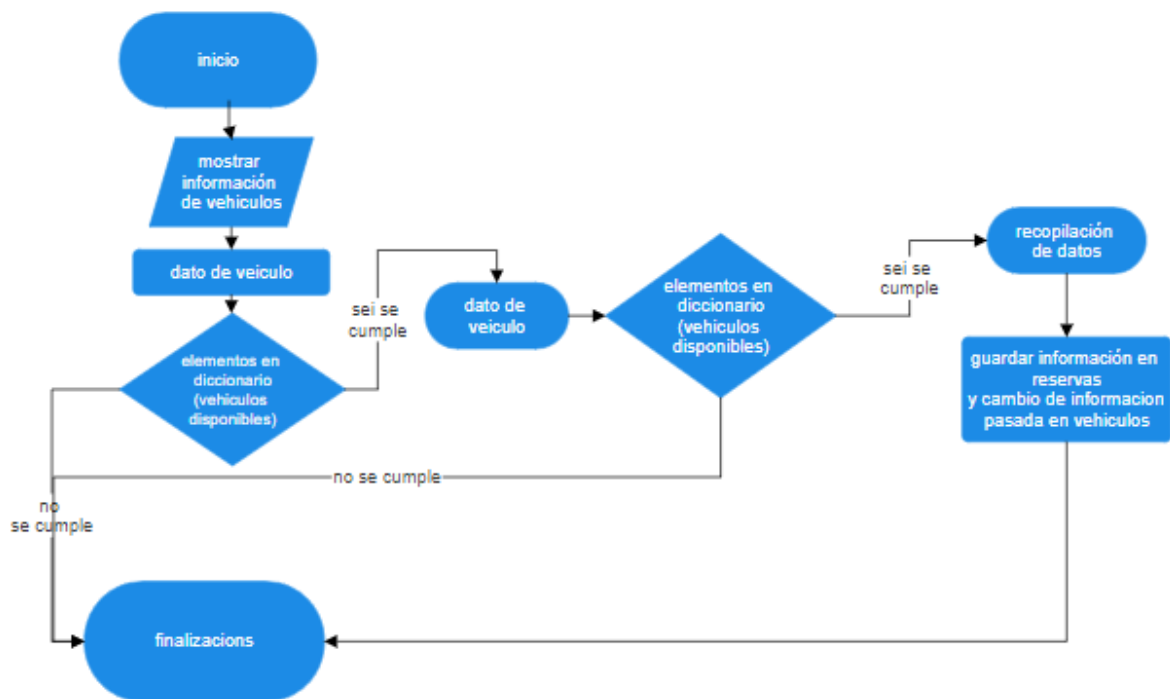 inicio
mostrar
información
de vehiculos
dato de veiculo
elementos en
diccionario
(vehiculos
disponibles)
sei se
cumple
dato de
veiculo
elementos en
diccionario
(vehiculos
disponibles)
sei se
cumple
recopilación
de datos
guardar información en
reservas
y cambio de informacion
pasada en vehiculos
no se cumple
no
se cumple
finalizacions